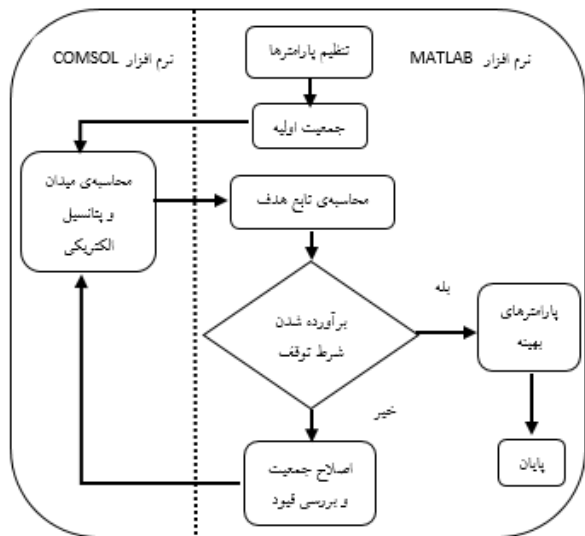 نرم افزار MATLAB
نرم افزار COMSOL
تنظیم پارامترها
جمعیت اولیه
محاسبه‌ی میدان
و پتانسیل
الکتریکی
محاسبه‌ی تابع هدف
برآورده شدن
شرط توقف
بله
پارامترهای
بهینه
پایان
خیر
اصلاح جمعیت
و بررسی قیود